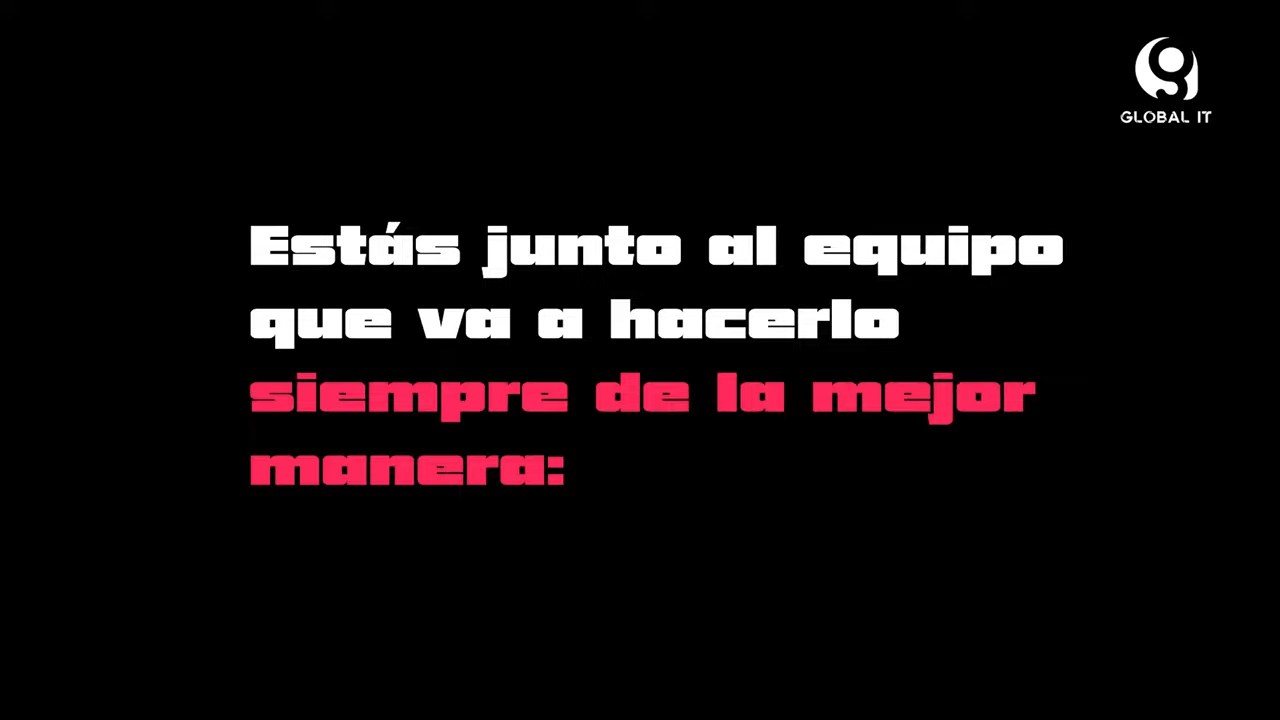 GLOBAL IT
Estás junto al equipo
que va a hacerlo
siempre de la mejor
manera: